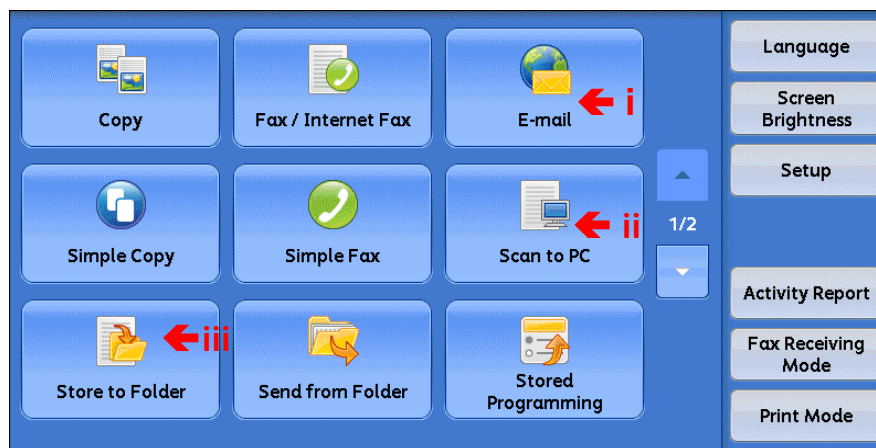 Copy
Fax / Internet Fax
E-mail
i
Simple Copy
Simple Fax
Scan to PC
ii
Store to Folder
iii
Send from Folder
Stored
Programming
1/2
Language
Screen
Brightness
Setup
Activity Report
Fax Receiving
Mode
Print Mode